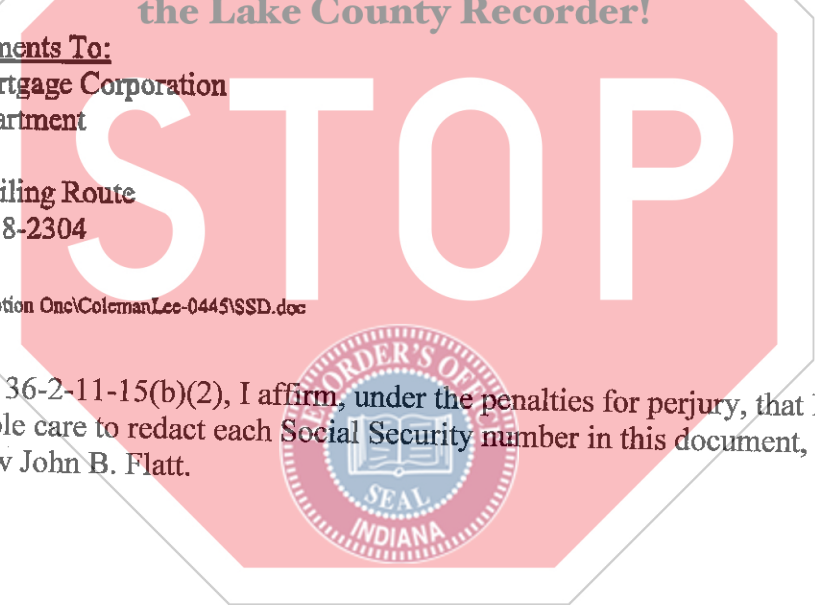 the Lake County Recorder!
ments To:
rtgage Corporation
artment
iling Route
8-2304
tion One\ColemanLee-0445\SSD.doc
36-2-11-15(b)(2), I affirm, under the penalties for perjury, that I
ble care to redact each Social Security number in this document,
w John B. Flatt.
STOP
RECORDER'S OFFICE
SEAL
INDIANA